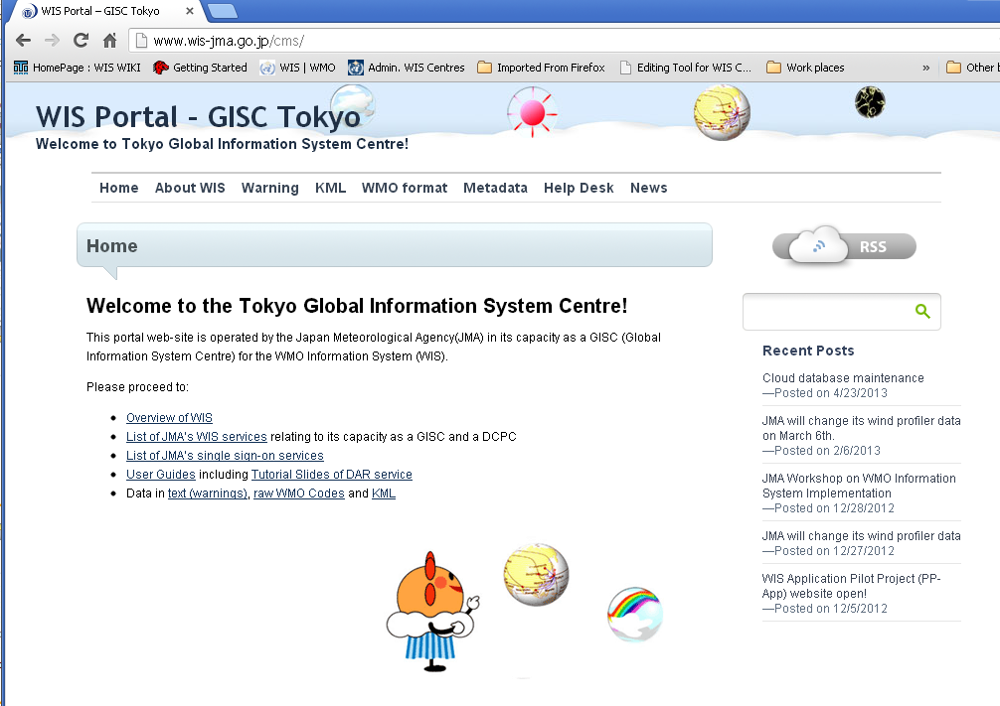 WIS Portal – GISC Tokyo
www.wis-jma.go.jp/cms/
HomePage : WIS WIKI Getting Started WIS | WMO Admin. WIS Centres Imported From Firefox Editing Tool for WIS C... Work places » Other b
WIS Portal - GISC Tokyo
Welcome to Tokyo Global Information System Centre!
Home About WIS Warning KML WMO format Metadata Help Desk News
Home
RSS
Welcome to the Tokyo Global Information System Centre!
This portal web-site is operated by the Japan Meteorological Agency(JMA) in its capacity as a GISC (Global
Information System Centre) for the WMO Information System (WIS).
Please proceed to:
Overview of WIS
List of JMA's WIS services relating to its capacity as a GISC and a DCPC
List of JMA's single sign-on services
User Guides including Tutorial Slides of DAR service
Data in text (warnings), raw WMO Codes and KML
Recent Posts
Cloud database maintenance
—Posted on 4/23/2013
JMA will change its wind profiler data
on March 6th.
—Posted on 2/6/2013
JMA Workshop on WMO Information
System Implementation
—Posted on 12/28/2012
JMA will change its wind profiler data
—Posted on 12/27/2012
WIS Application Pilot Project (PP-
App) website open!
—Posted on 12/5/2012